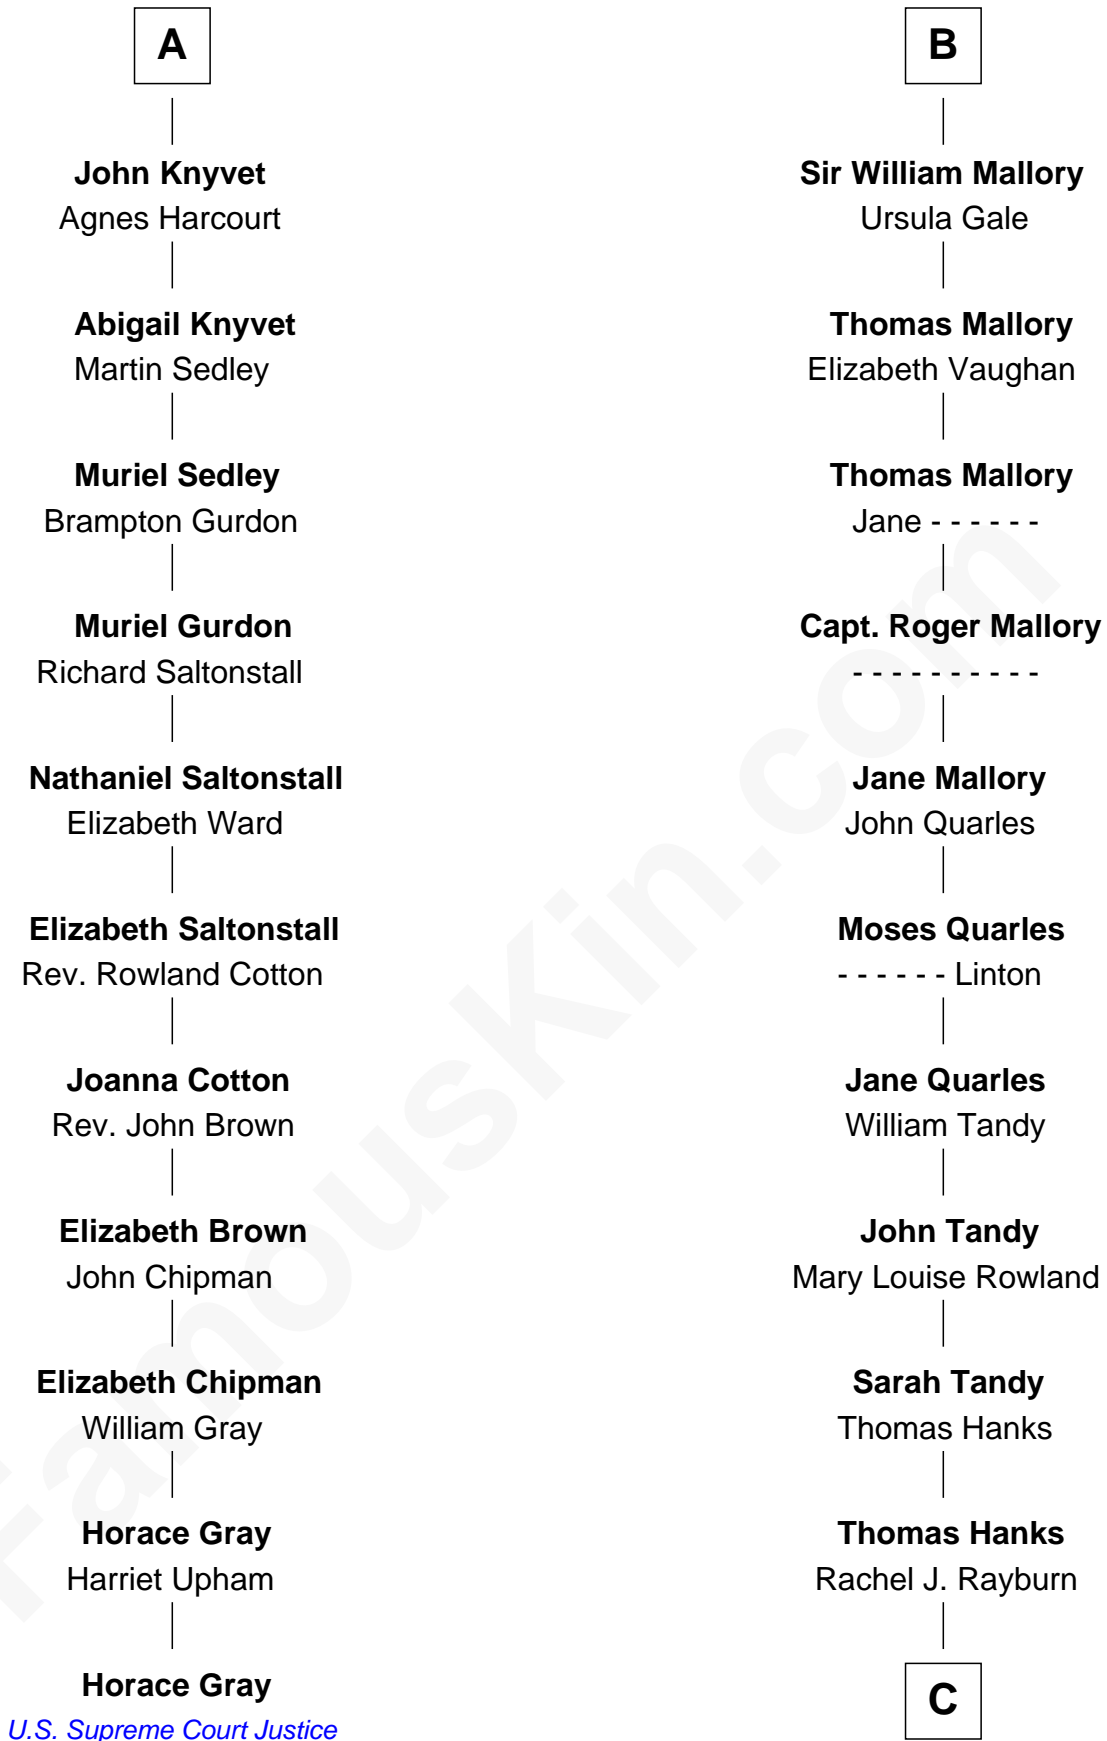 A
John Knyvet
Agnes Harcourt
Abigail Knyvet
Martin Sedley
Muriel Sedley
Brampton Gurdon
Muriel Gurdon
Richard Saltonstall
Nathaniel Saltonstall
Elizabeth Ward
Elizabeth Saltonstall
Rev. Rowland Cotton
Joanna Cotton
Rev. John Brown
Elizabeth Brown
John Chipman
Elizabeth Chipman
William Gray
Horace Gray
Harriet Upham
Horace Gray
U.S. Supreme Court Justice
B
Sir William Mallory
Ursula Gale
Thomas Mallory
Elizabeth Vaughan
Thomas Mallory
Jane - - - - - -
Capt. Roger Mallory
- - - - - - - - - -
Jane Mallory
John Quarles
Moses Quarles
- - - - - - Linton
Jane Quarles
William Tandy
John Tandy
Mary Louise Rowland
Sarah Tandy
Thomas Hanks
Thomas Hanks
Rachel J. Rayburn
C
FamousKin.com